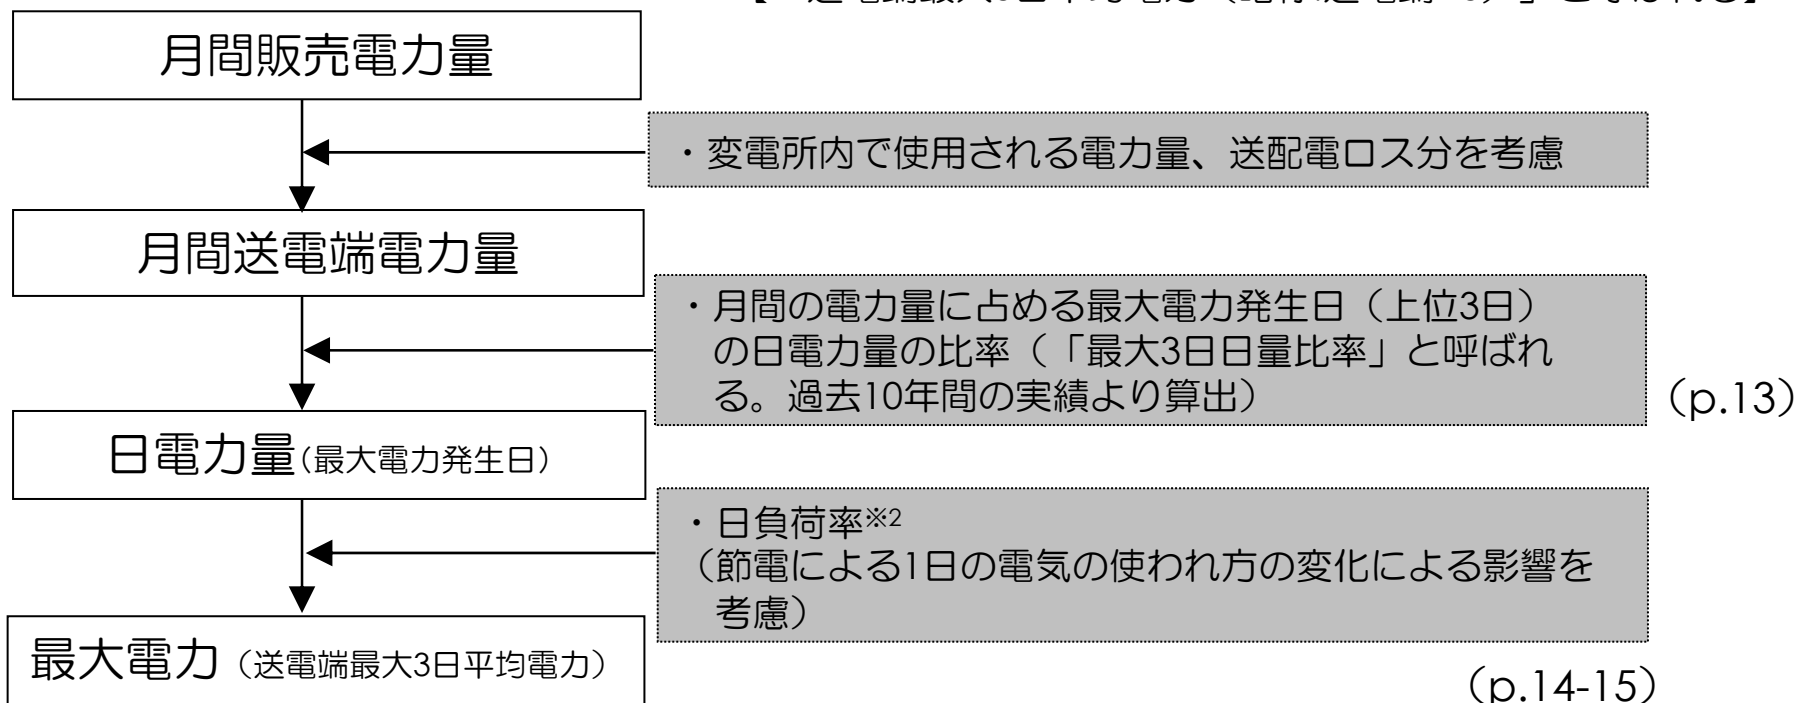 月間販売電力量
・変電所内で使用される電力量、送配電ロス分を考慮
月間送電端電力量
・月間の電力量に占める最大電力発生日（上位3日）
の日電力量の比率（「最大3日日量比率」と呼ばれ
る。過去10年間の実績より算出）
（p.13）
日電力量（最大電力発生日）
・日負荷率※2
（節電による1日の電気の使われ方の変化による影響を
考慮）
最大電力（送電端最大3日平均電力）
（p.14-15）